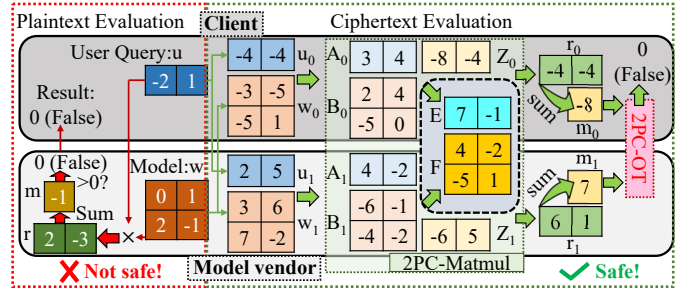 Plaintext Evaluation
Client
Ciphertext Evaluation
User Query:u
-2 1
Result:
0 (False)
-4 -4
u0
-3 -5
-5 1
w0
A0
3 4
-8 -4
Z0
B0
2 4
-5 0
E
7 -1
F
4 -2
-5 1
r0
-4 -4
sum
-8
m0
0
(False)
2PC-OT
0 (False)
>0?
m
-1
Sum
r
2 -3
×
Model:w
0 1
2 -1
2 5
u1
3 6
7 -2
w1
A1
4 -2
B1
-6 -1
-4 -2
-6 5
Z1
m1
7
sum
6 1
r1
Not safe!
Model vendor
2PC-Matmul
Safe!